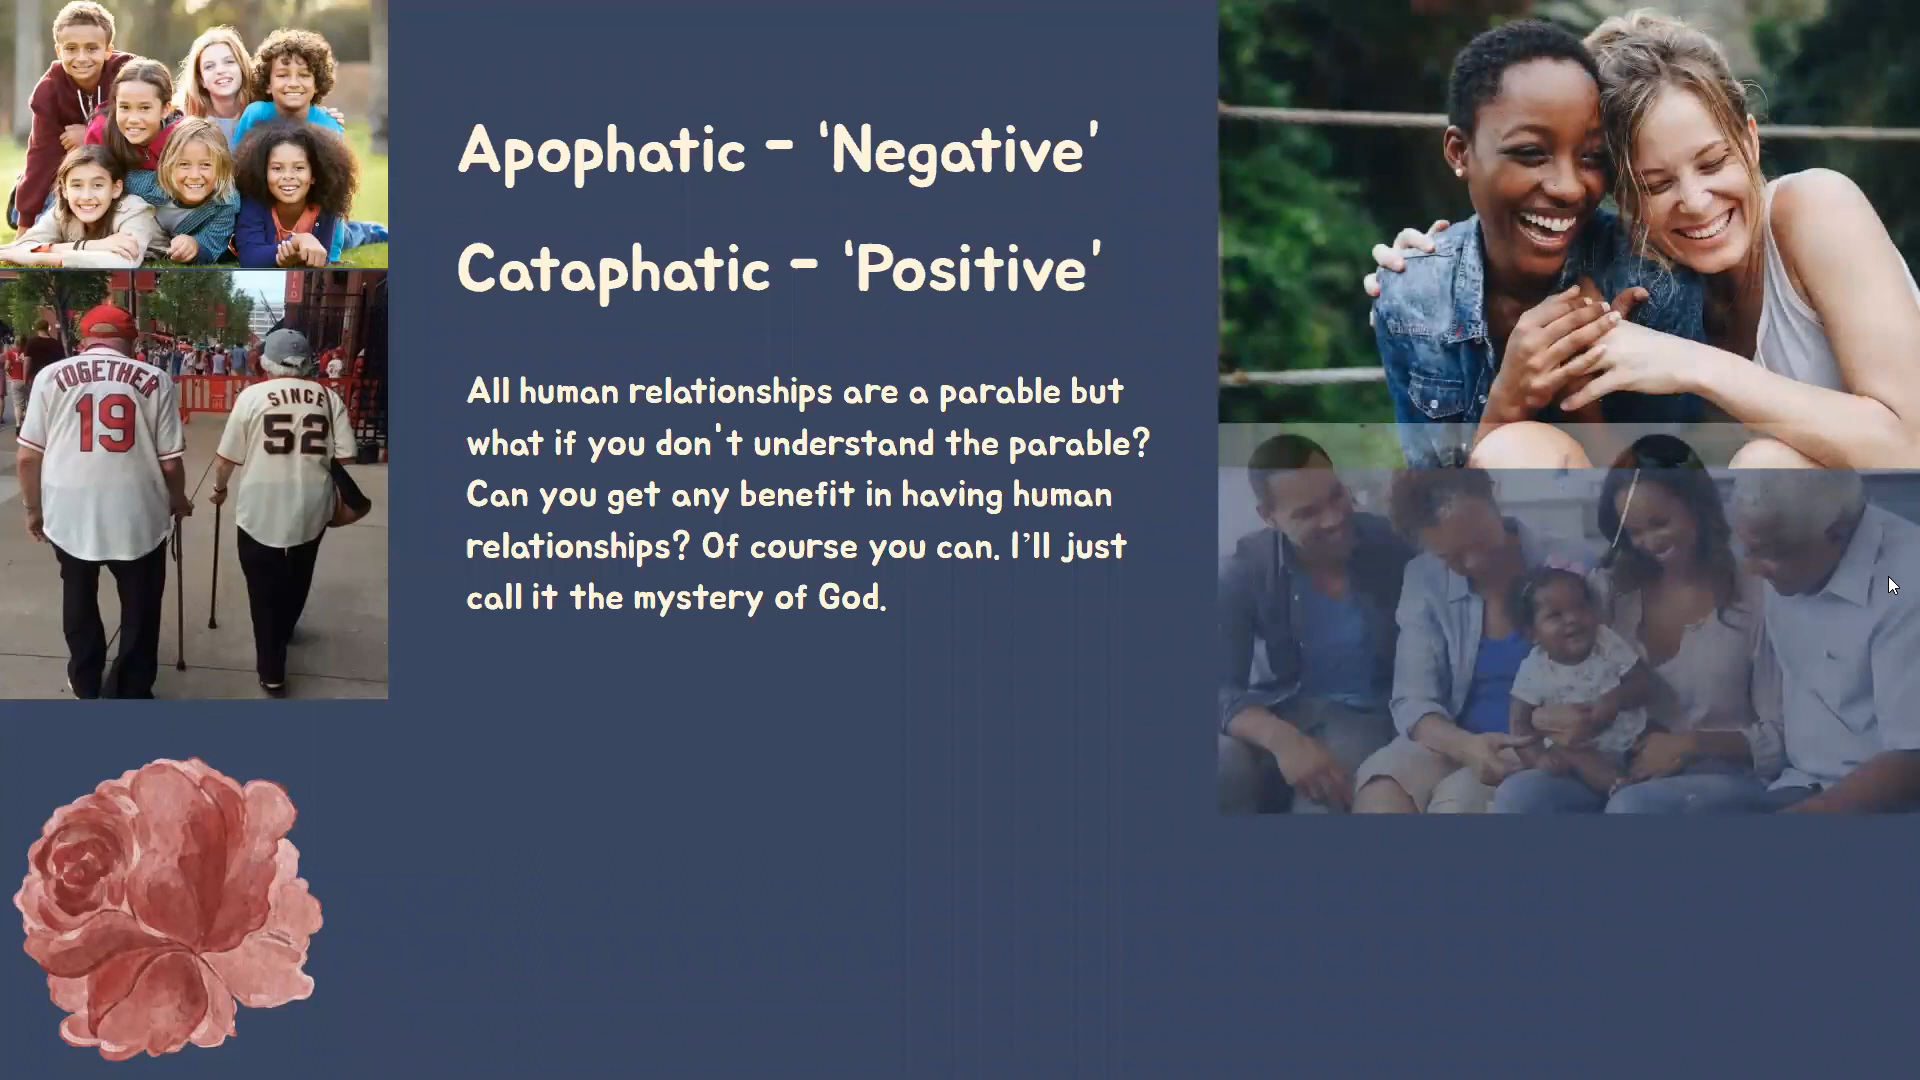 Apophatic - 'Negative'
Cataphatic - 'Positive'
All human relationships are a parable but
what if you don't understand the parable?
Can you get any benefit in having human
relationships? Of course you can. I’ll just
call it the mystery of God.
TOGETHER
19
SINCE
52